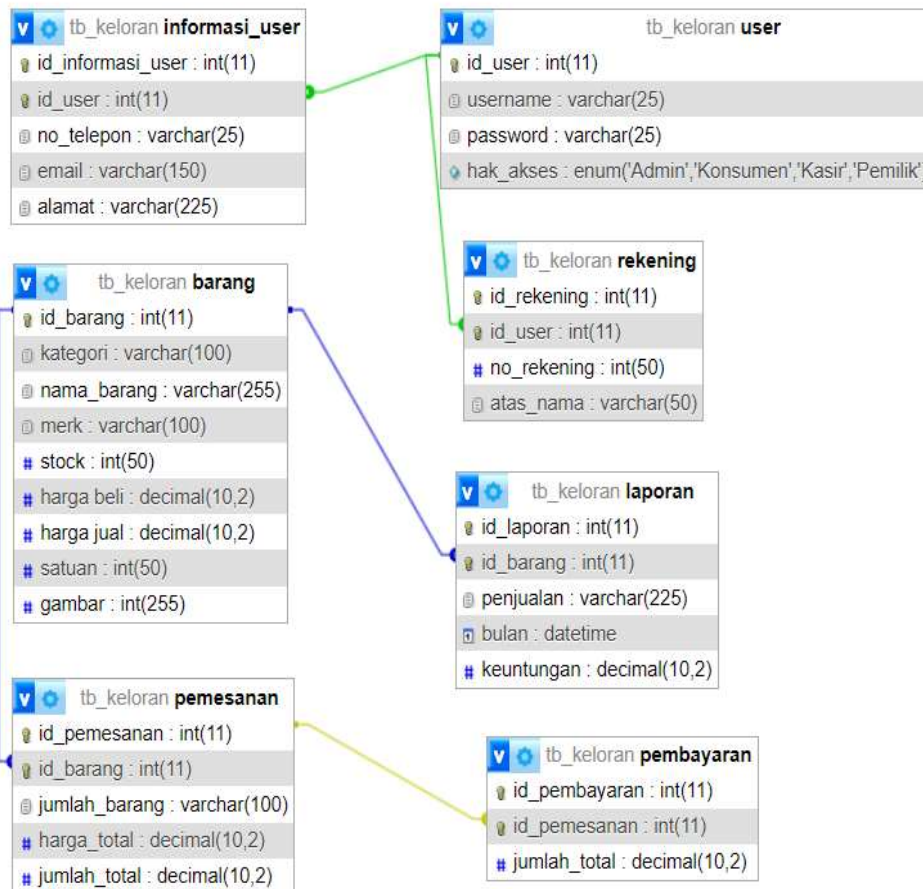 tb_keloran informasi_user
id_informasi_user : int(11)
id_user : int(11)
no_telepon : varchar(25)
email : varchar(150)
alamat : varchar(225)
tb_keloran user
id_user : int(11)
username : varchar(25)
password : varchar(25)
hak_akses : enum('Admin','Konsumen','Kasir','Pemilik')
tb_keloran rekening
id_rekening : int(11)
id_user : int(11)
no_rekening : int(50)
atas_nama : varchar(50)
tb_keloran barang
id_barang : int(11)
kategori : varchar(100)
nama_barang : varchar(255)
merk : varchar(100)
stock : int(50)
harga beli : decimal(10,2)
harga jual : decimal(10,2)
satuan : int(50)
gambar : int(255)
tb_keloran laporan
id_laporan : int(11)
id_barang : int(11)
penjualan : varchar(225)
bulan : datetime
keuntungan : decimal(10,2)
tb_keloran pemesanan
id_pemesanan : int(11)
id_barang : int(11)
jumlah_barang : varchar(100)
harga_total : decimal(10,2)
jumlah_total : decimal(10,2)
tb_keloran pembayaran
id_pembayaran : int(11)
id_pemesanan : int(11)
jumlah_total : decimal(10,2)